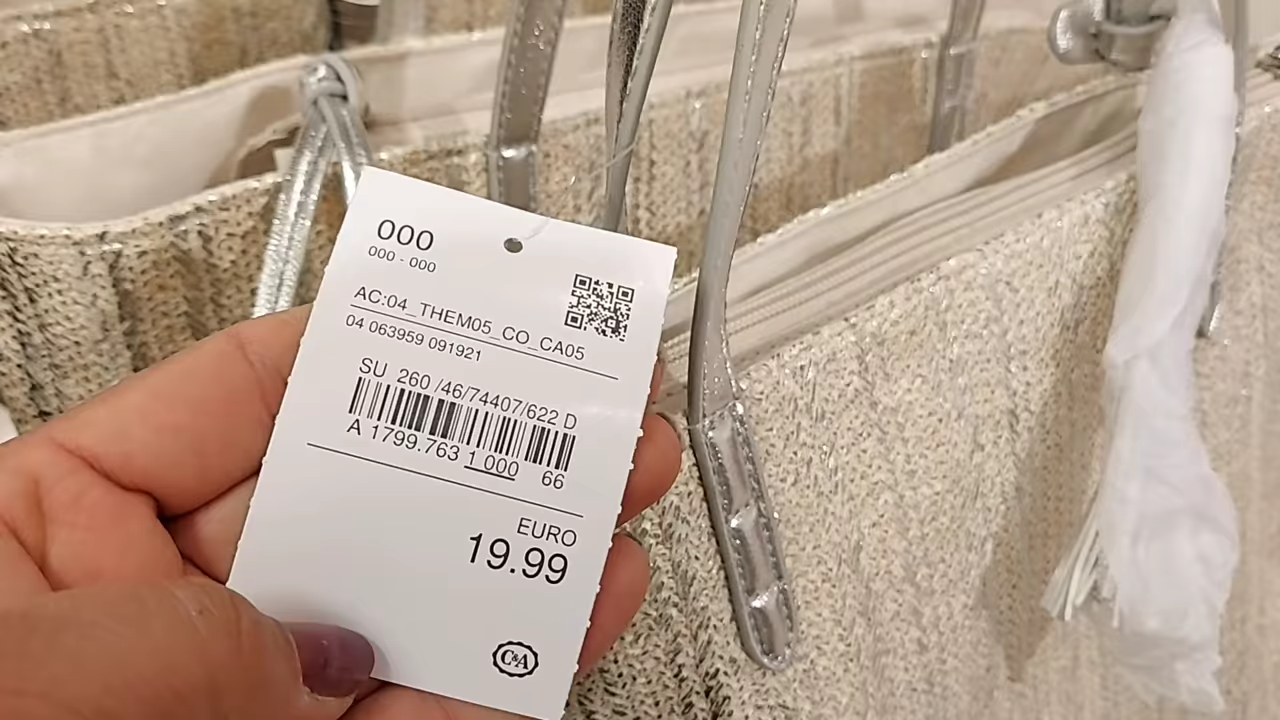 000
000 - 000
AC:04_THEM05_CO_CA05
04 063959 091921
SU 260 /46/74407/622 D
A 1799.763 1 000 66
EURO
19.99
C&A